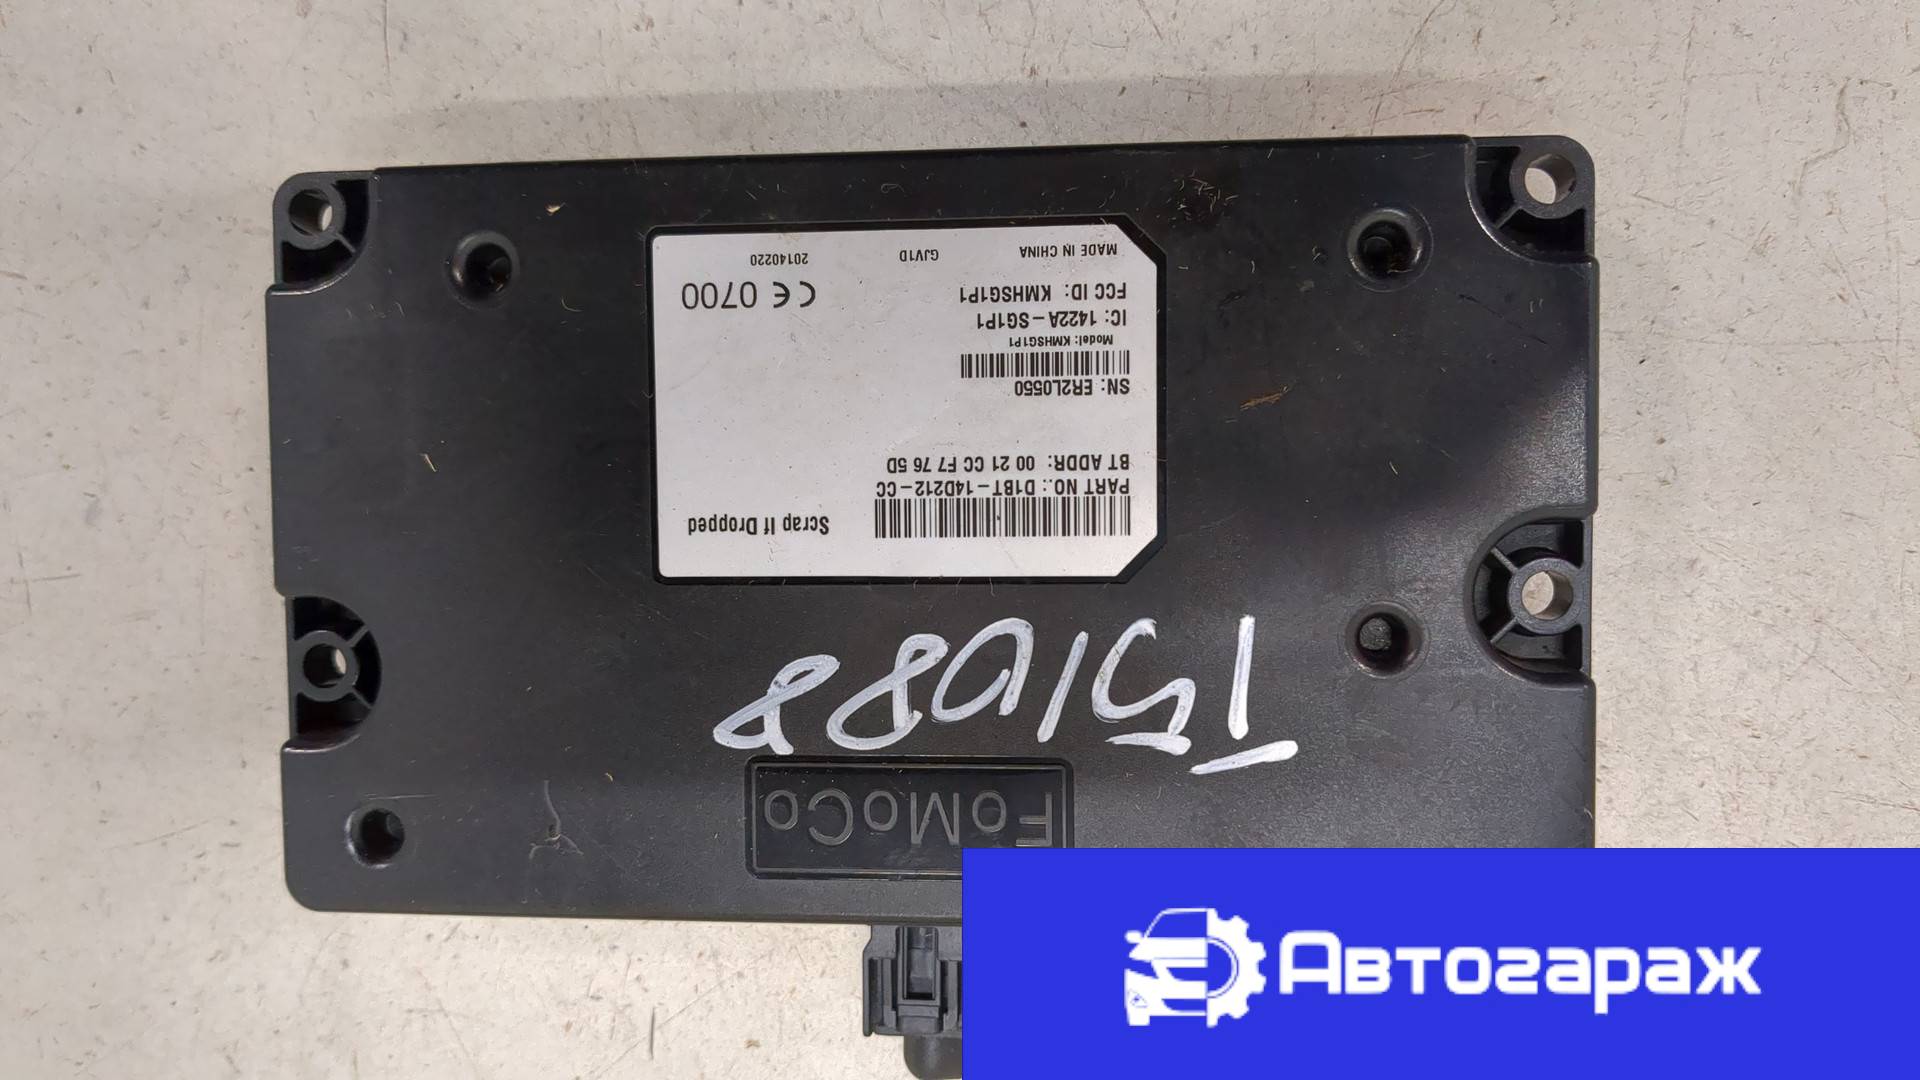 FoMoCo
T51088
Scrap If Dropped
PART NO.: D1BT-14D212-CC
BT ADDR: 00 21 CC F7 76 5D
SN: ER2L0550
Model: KMHSG1P1
IC: 1422A-SG1P1
FCC ID: KMHSG1P1
CE 0700
MADE IN CHINA GJV1D 20140220
Автогараж